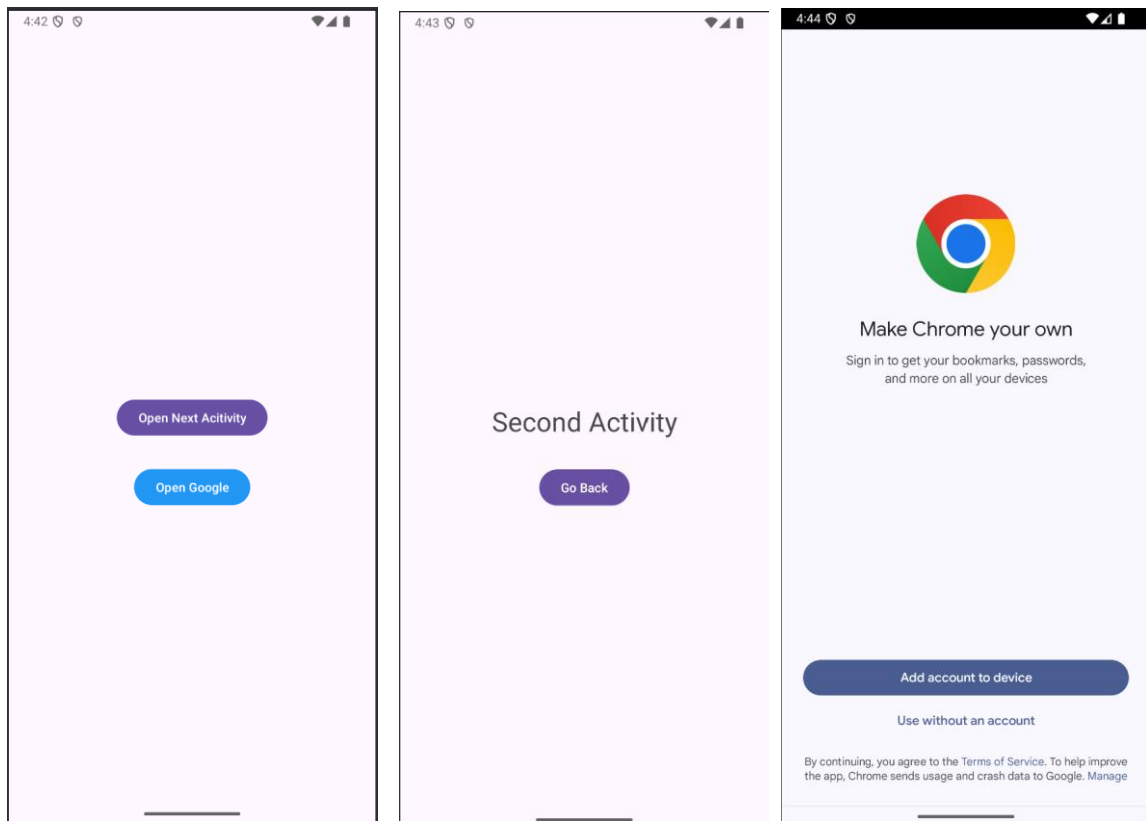 4:42
Open Next Acitivity
Open Google
4:43
Second Activity
Go Back
4:44
Make Chrome your own
Sign in to get your bookmarks, passwords,
and more on all your devices
Add account to device
Use without an account
By continuing, you agree to the Terms of Service. To help improve
the app, Chrome sends usage and crash data to Google. Manage